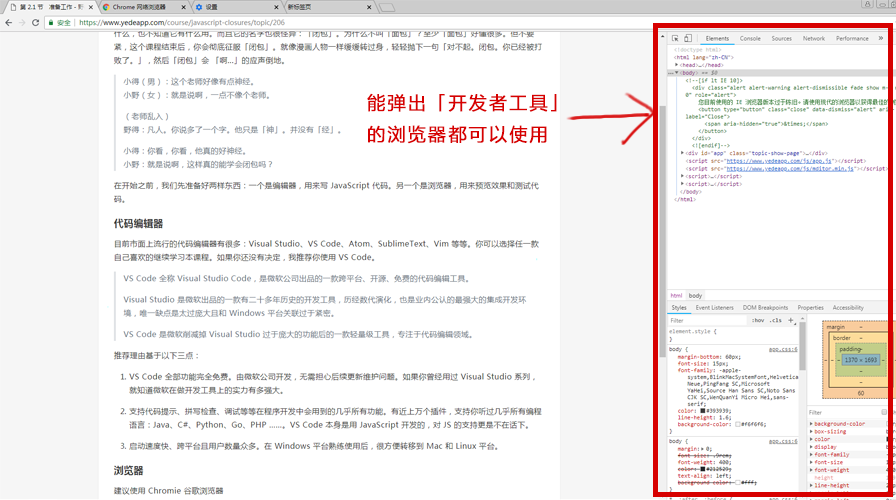 第 2.1 节 准备工作 - 野
Chrome 网络浏览器
设置
新标签页
安全 https://www.yedeapp.com/course/javascript-closures/topic/206
什么，也不知道它有什么用。而且它的名字也很怪异：「闭包」。为什么不叫「面包」？至少「面包」好懂很多。但不要
紧，这个课程结束后，你会彻底征服「闭包」。就像漫画人物一样缓缓转过身，轻轻抛下一句「对不起。闭包。你已经被打
败了。」，然后「闭包」会「啊...」的应声倒地。
小得（男）：这个老师好像有点神经。
小野（女）：就是说啊，一点不像个老师。
（老师乱入）
野得：凡人。你说多了一个字。他只是「神」。并没有「经」。
小得：你看，你看，他真的好神经。
小野：就是说啊，这样真的能学会闭包吗？
在开始之前，我们先准备好两样东西：一个是编辑器，用来写 JavaScript 代码。另一个是浏览器，用来预览效果和测试代
码。
代码编辑器
目前市面上流行的代码编辑器有很多：Visual Studio、VS Code、Atom、SublimeText、Vim 等等。你可以选择任一款
自己喜欢的继续学习本课程。如果你还没有决定，我推荐你使用 VS Code。
VS Code 全称 Visual Studio Code，是微软公司出品的一款跨平台、开源、免费的代码编辑工具。
Visual Studio 是微软出品的一款有二十多年历史的开发工具，历经数代演化，也是业内公认的最强大的集成开发环
境，唯一缺点是太过庞大且和 Windows 平台关联过于紧密。
VS Code 是微软削减掉 Visual Studio 过于庞大的功能后的一款轻量级工具，专注于代码编辑领域。
推荐理由基于以下三点：
1. VS Code 全部功能完全免费。由微软公司开发，无需担心后续更新维护问题。如果你曾经用过 Visual Studio 系列，
就知道微软在做开发工具上的实力有多强大。
2. 支持代码提示、拼写检查、调试等等在程序开发中会用到的几乎所有功能。有近上万个插件，支持你听过几乎所有编程
语言：Java、C#、Python、Go、PHP ......。VS Code 本身是用 JavaScript 开发的，对 JS 的支持更是不在话下。
3. 启动速度快、跨平台且用户数量众多。在 Windows 平台熟练使用后，很方便转移到 Mac 和 Linux 平台。
浏览器
建议使用 Chromie 谷歌浏览器
能弹出「开发者工具」
的浏览器都可以使用
Elements Console Sources Network Performance »
<!doctype html>
<html lang="zh-CN">
<head>…</head>
<body> == $0
<!--[if lt IE 10]>
<div class="alert alert-warning alert-dismissible fade show m-
0" role="alert">
您目前使用的 IE 浏览器版本过于陈旧，请使用现代的浏览器以获得最佳的
<button type="button" class="close" data-dismiss="alert" aria-
label="Close">
<span aria-hidden="true">&times;</span>
</button>
</div>
<![endif]-->
<div id="app" class="topic-show-page">…</div>
<script src="https://www.yedeapp.com/js/app.js"></script>
<script src="https://www.yedeapp.com/js/mditor.min.js"></script>
<script>…</script>
<script>…</script>
</body>
</html>
html body
Styles Event Listeners DOM Breakpoints Properties Accessibility
Filter :hov .cls +
element.style {
}
body { app.css:6
margin-bottom: 60px;
font-size: 15px;
font-family: -apple-
system,BlinkMacSystemFont,Helvetica
Neue,PingFang SC,Microsoft
YaHei,Source Han Sans SC,Noto Sans
CJK SC,WenQuanYi Micro Hei,sans-
serif;
color: #393939;
line-height: 1.6;
background-color: #f6f6f6;
}
body { app.css:6
margin: 0;
font-size: .9rem;
font-weight: 400;
color: #212529;
text-align: left;
background-color: #fff;
margin -
border -
padding-
1370 × 1693
60
Filter
background-color
box-sizing
color
display
font-family
font-size
font-weight
height
line-height